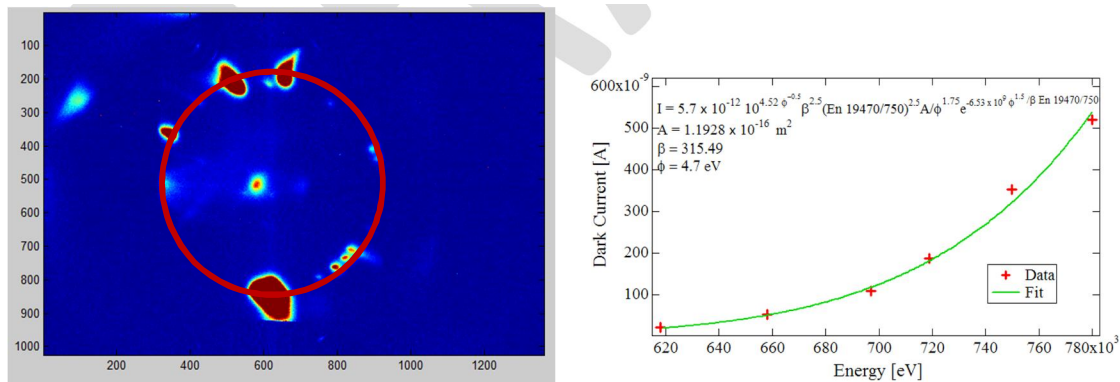 100
200
300
400
500
600
700
800
900
1000
200 400 600 800 1000 1200
600x10⁻⁹
500
400
300
200
100
Dark Current [A]
I = 5.7 x 10⁻¹² 10^(4.52 ϕ^(-0.5)) β^(2.5) (En 19470/750)^(2.5) A/ϕ^(1.75) e^(-6.53 x 10⁹ ϕ^(1.5)/β En 19470/750)
A = 1.1928 x 10⁻¹⁶ m²
β = 315.49
ϕ = 4.7 eV
Data
Fit
620 640 660 680 700 720 740 760 780x10³
Energy [eV]